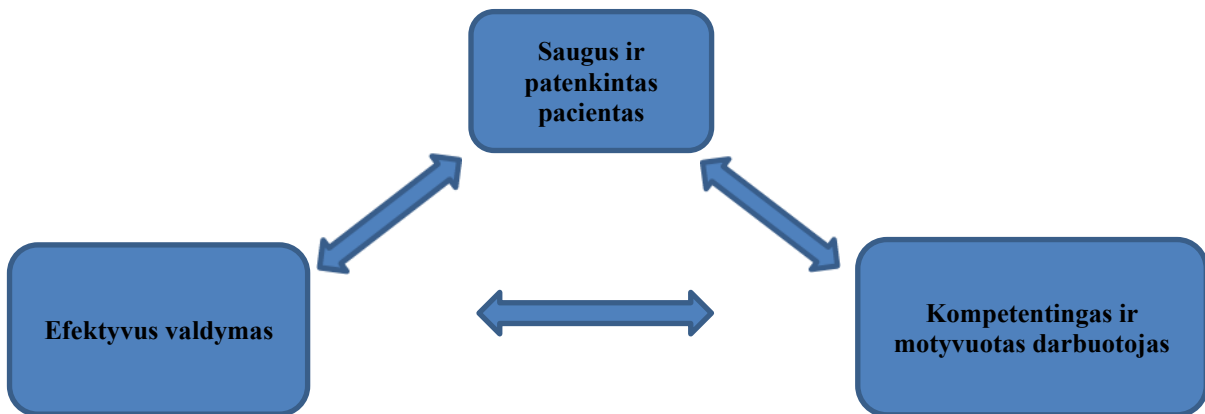 Saugus ir
patenkintas
pacientas
Efektyvus valdymas
Kompetentingas ir
motyvuotas darbuotojas